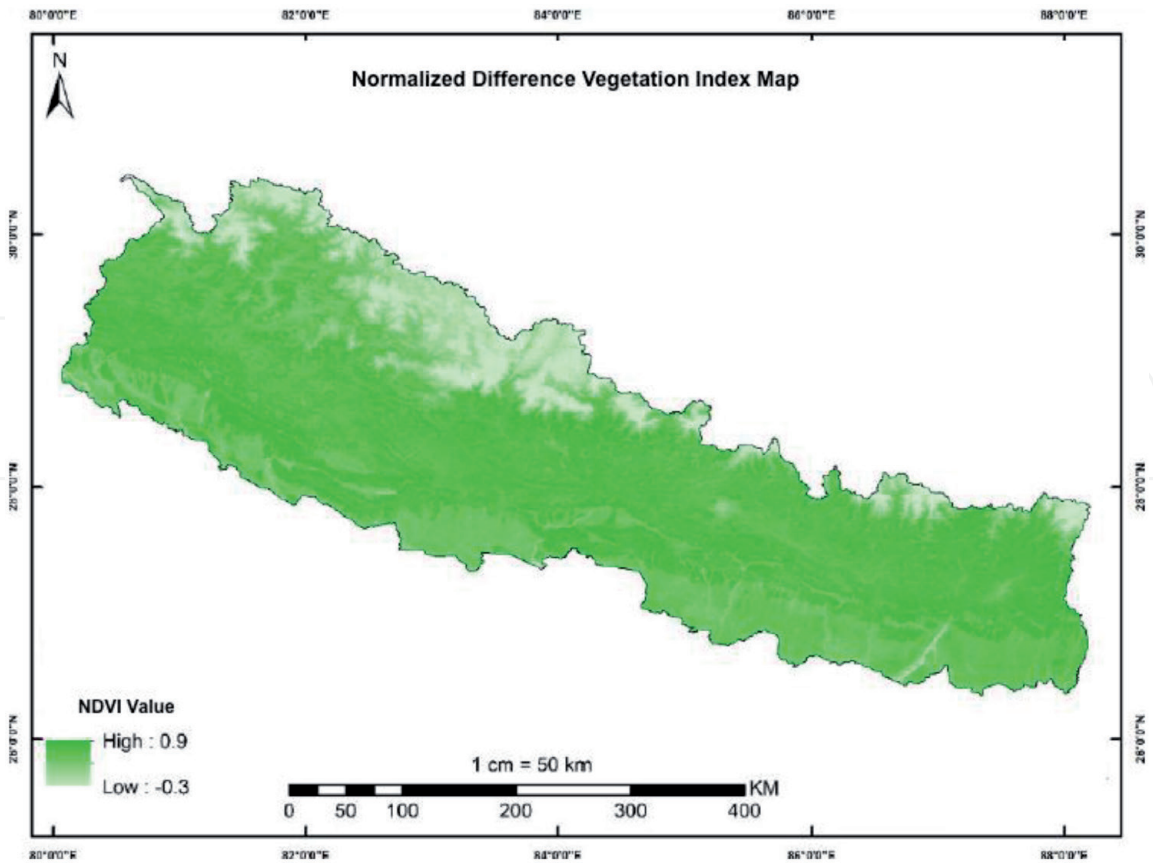 80°0'0"E 82°0'0"E 84°0'0"E 86°0'0"E 88°0'0"E
N
Normalized Difference Vegetation Index Map
30°0'0"N 30°0'0"N
28°0'0"N 28°0'0"N
26°0'0"N 26°0'0"N
NDVI Value
High : 0.9
Low : -0.3
1 cm = 50 km
KM
0 50 100 200 300 400
80°0'0"E 82°0'0"E 84°0'0"E 86°0'0"E 88°0'0"E